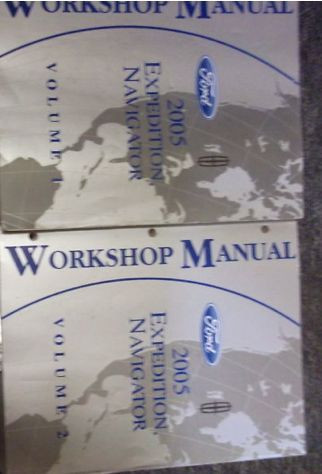 WORKSHOP MANUAL
Ford
2005
EXPEDITION
NAVIGATOR
VOLUME 1
WORKSHOP MANUAL
Ford
2005
EXPEDITION
NAVIGATOR
VOLUME 2